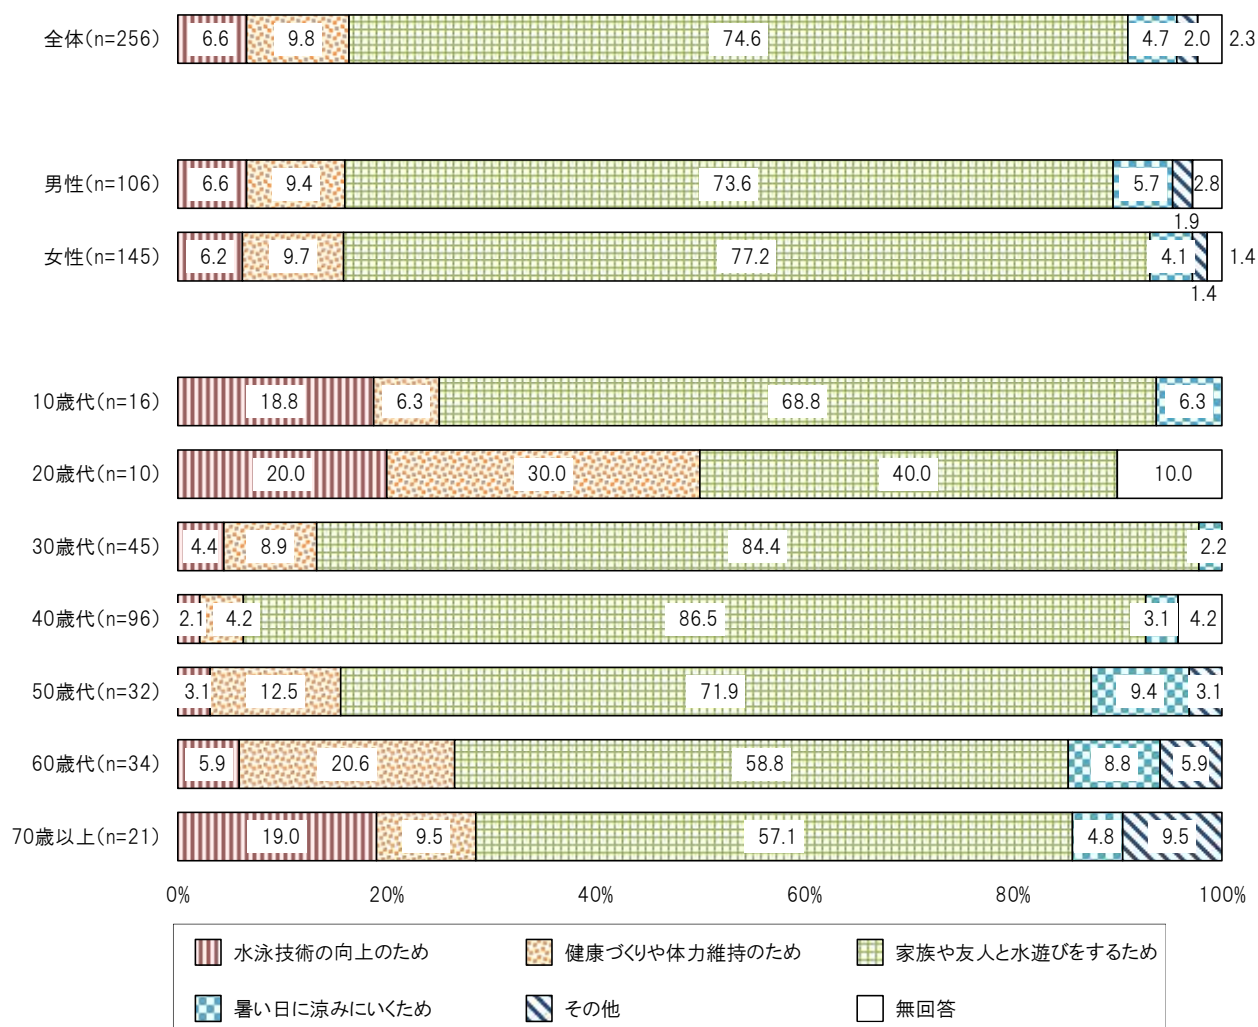 全体(n=256) 6.6 9.8 74.6 4.7 2.0 2.3
男性(n=106) 6.6 9.4 73.6 5.7 2.8
1.9
女性(n=145) 6.2 9.7 77.2 4.1 1.4
1.4
10歳代(n=16) 18.8 6.3 68.8 6.3
20歳代(n=10) 20.0 30.0 40.0 10.0
30歳代(n=45) 4.4 8.9 84.4 2.2
40歳代(n=96) 2.1 4.2 86.5 3.1 4.2
50歳代(n=32) 3.1 12.5 71.9 9.4 3.1
60歳代(n=34) 5.9 20.6 58.8 8.8 5.9
70歳以上(n=21) 19.0 9.5 57.1 4.8 9.5
0% 20% 40% 60% 80% 100%
水泳技術の向上のため 健康づくりや体力維持のため 家族や友人と水遊びをするため
暑い日に涼みにいくため その他 無回答